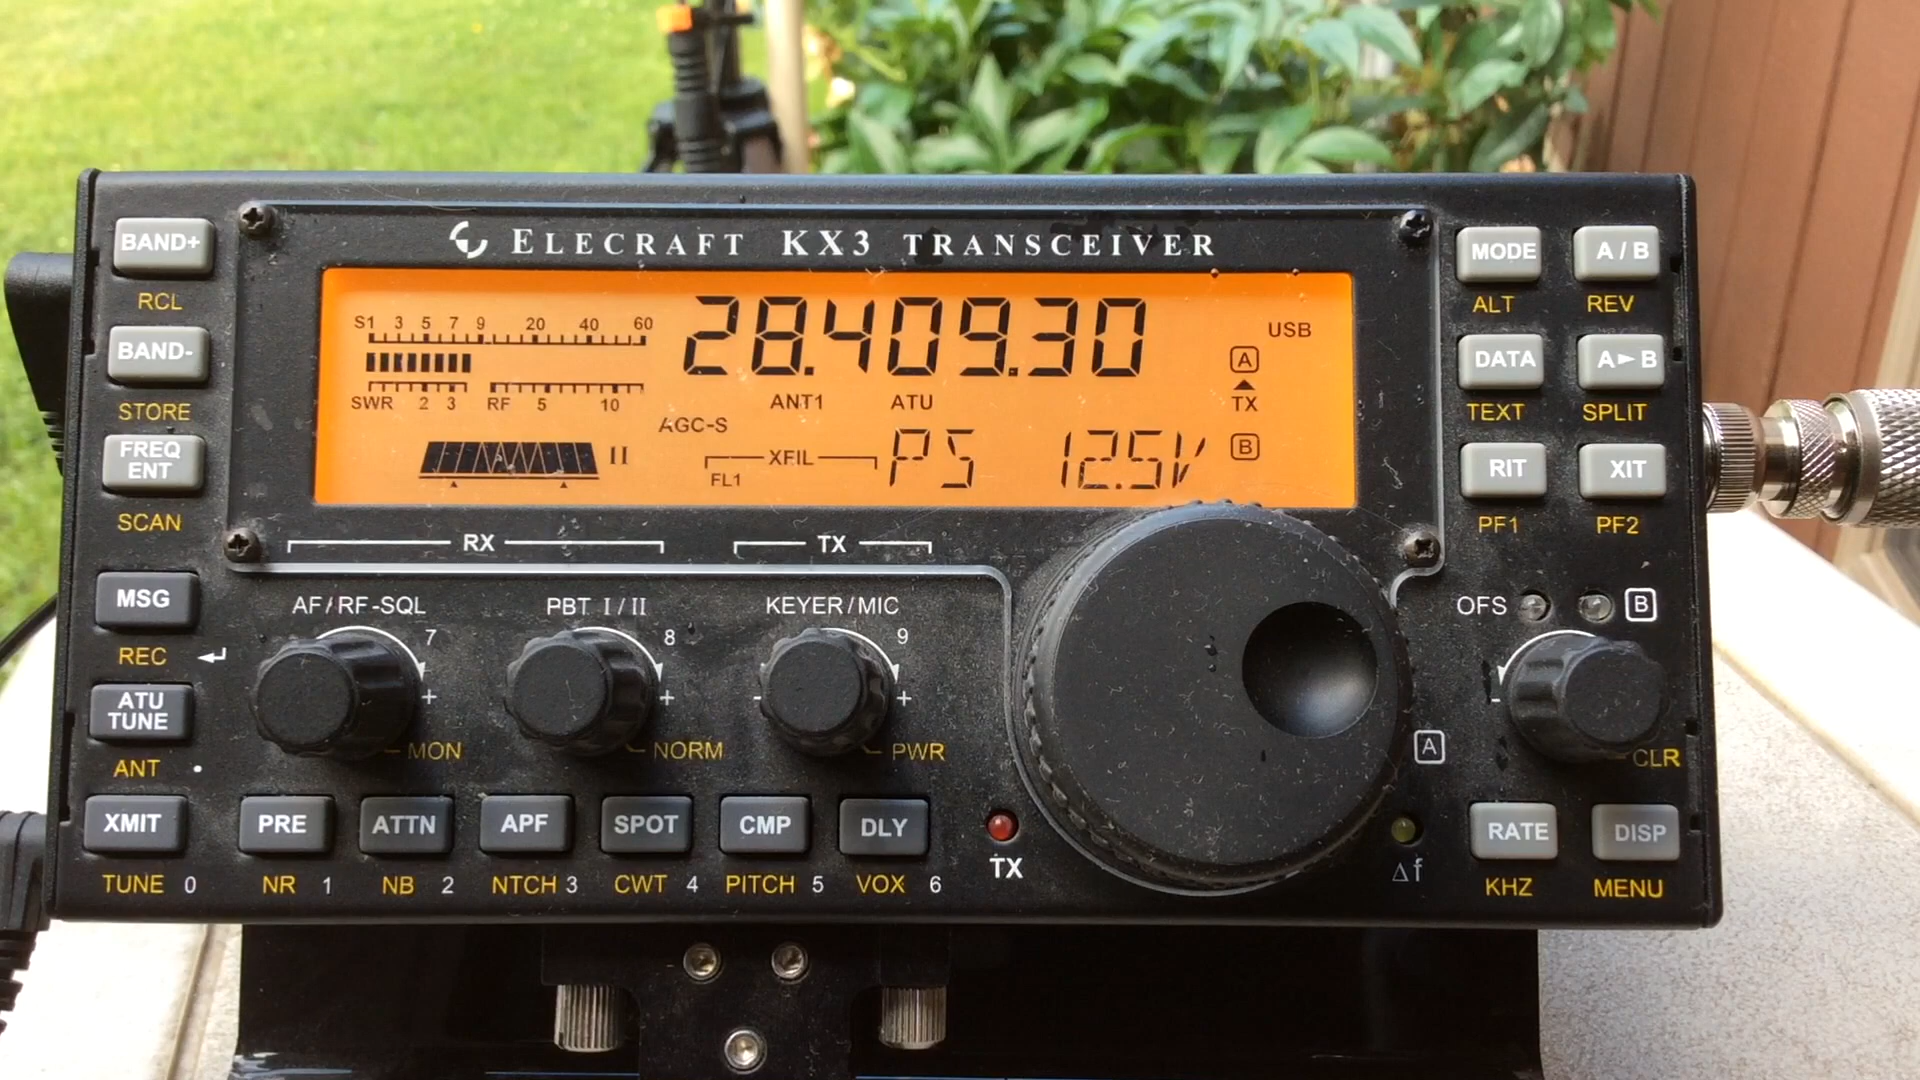 ELECRAFT KX3 TRANSCEIVER
BAND+
RCL
BAND-
STORE
FREQ
ENT
SCAN
MSG
REC
ATU
TUNE
ANT
XMIT
TUNE 0
S1 3 5 7 9 20 40 60
SWR 2 3 RF 5 10
28.409.30
USB
A
TX
B
ANT1 ATU
AGC-S
II
XFIL
FL1
PS 12.5V
RX
TX
AF/RF-SQL
7
+
MON
PBT I/II
8
+
NORM
KEYER/MIC
9
- +
PWR
PRE
NR 1
ATTN
NB 2
APF
NTCH 3
SPOT
CWT 4
CMP
PITCH 5
DLY
VOX 6
TX
A
Δf
MODE
ALT
A/B
REV
DATA
TEXT
A►B
SPLIT
RIT
PF1
XIT
PF2
OFS
B
-
CLR
RATE
KHZ
DISP
MENU